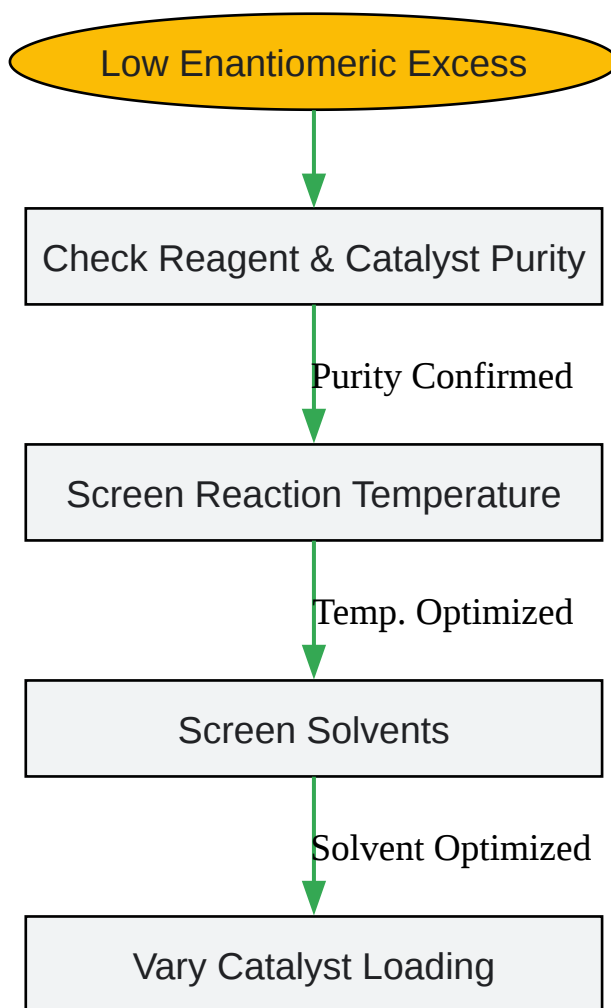 Low Enantiomeric Excess
Check Reagent & Catalyst Purity
Purity Confirmed
Screen Reaction Temperature
Temp. Optimized
Screen Solvents
Solvent Optimized
Vary Catalyst Loading